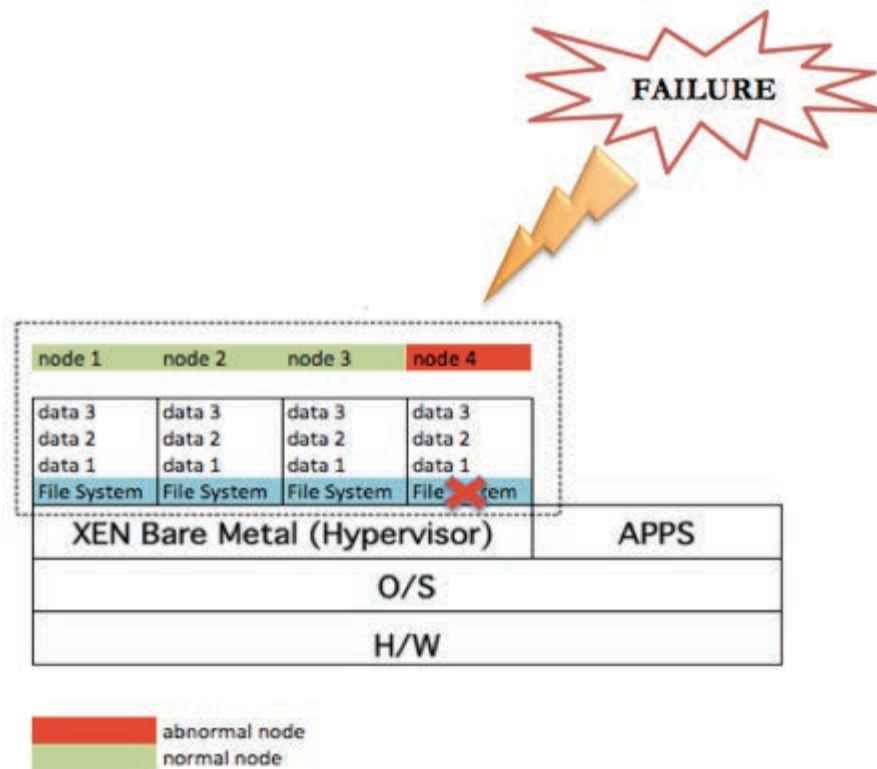 FAILURE
node 1 node 2 node 3 node 4
data 3 data 3 data 3 data 3
data 2 data 2 data 2 data 2
data 1 data 1 data 1 data 1
File System File System File System File tem
XEN Bare Metal (Hypervisor) APPS
O/S
H/W
abnormal node
normal node